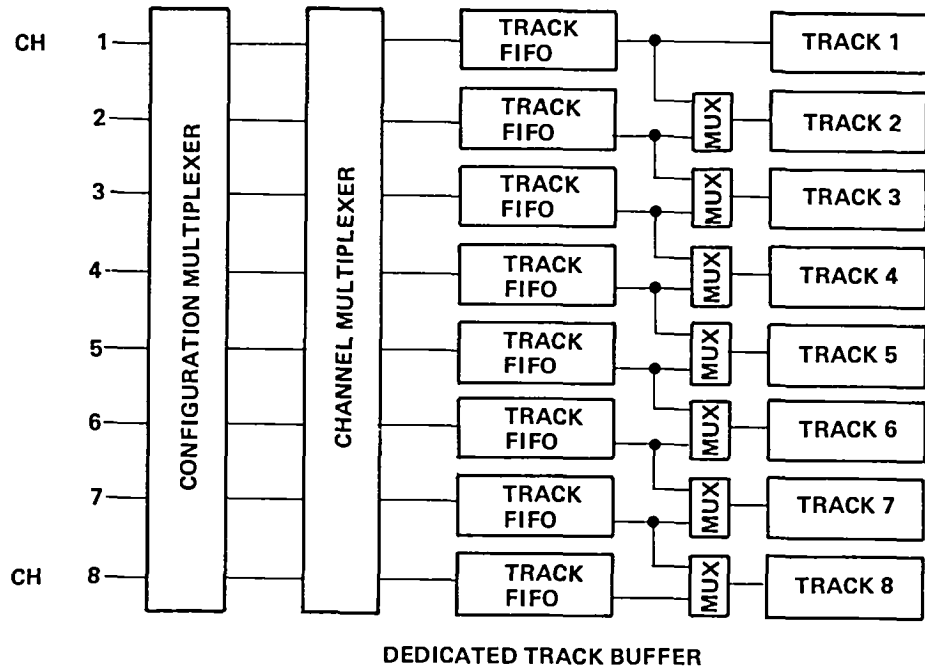 CH 1
CONFIGURATION MULTIPLEXER
CHANNEL MULTIPLEXER
TRACK
FIFO
TRACK 1
2
TRACK
FIFO
MUX
TRACK 2
3
TRACK
FIFO
MUX
TRACK 3
4
TRACK
FIFO
MUX
TRACK 4
5
TRACK
FIFO
MUX
TRACK 5
6
TRACK
FIFO
MUX
TRACK 6
7
TRACK
FIFO
MUX
TRACK 7
CH 8
TRACK
FIFO
MUX
TRACK 8
DEDICATED TRACK BUFFER